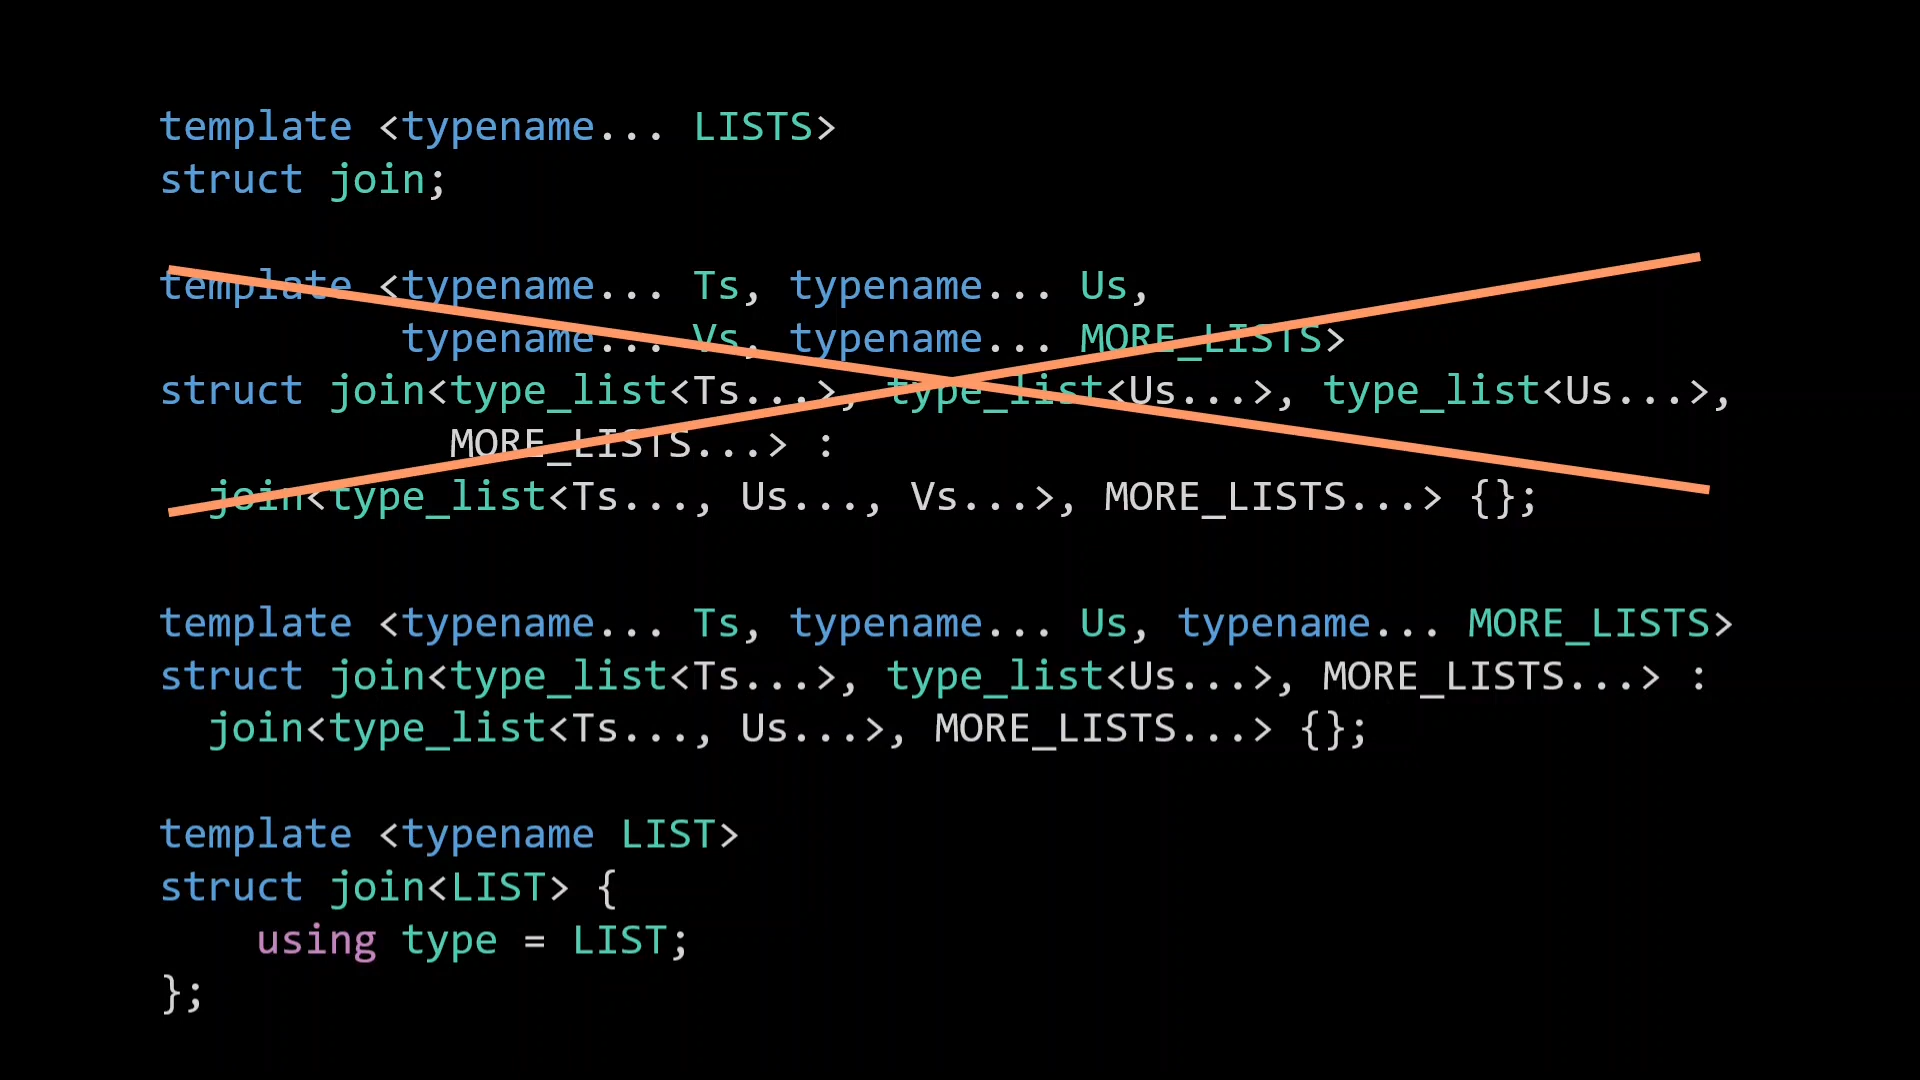 template <typename... LISTS>
struct join;
template <typename... Ts, typename... Us,
typename... Vs, typename... MORE_LISTS>
struct join<type_list<Ts...>, type_list<Us...>, type_list<Us...>,
MORE_LISTS...> :
join<type_list<Ts..., Us..., Vs...>, MORE_LISTS...> {};
template <typename... Ts, typename... Us, typename... MORE_LISTS>
struct join<type_list<Ts...>, type_list<Us...>, MORE_LISTS...> :
join<type_list<Ts..., Us...>, MORE_LISTS...> {};
template <typename LIST>
struct join<LIST> {
using type = LIST;
};